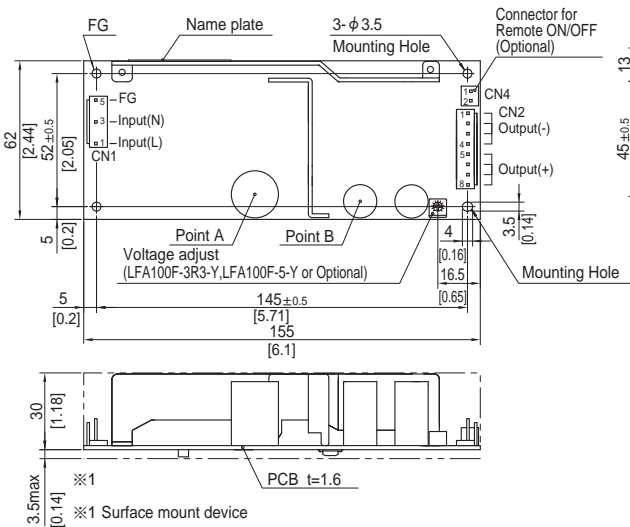 FG
Name plate
3-φ3.5
Mounting Hole
Connector for
Remote ON/OFF
(Optional)
13
5
FG
3
Input(N)
1
Input(L)
CN1
1
2
CN4
1
CN2
Output(-)
4
5
Output(+)
8
62
[2.44]
52±0.5
[2.05]
45±0.5
5
[0.2]
Point A
Point B
4
[0.16]
3.5
[0.14]
Voltage adjust
(LFA100F-3R3-Y,LFA100F-5-Y or Optional)
16.5
[0.65]
Mounting Hole
5
[0.2]
145±0.5
[5.71]
155
[6.1]
30
[1.18]
3.5max
[0.14]
※1
PCB t=1.6
※1 Surface mount device